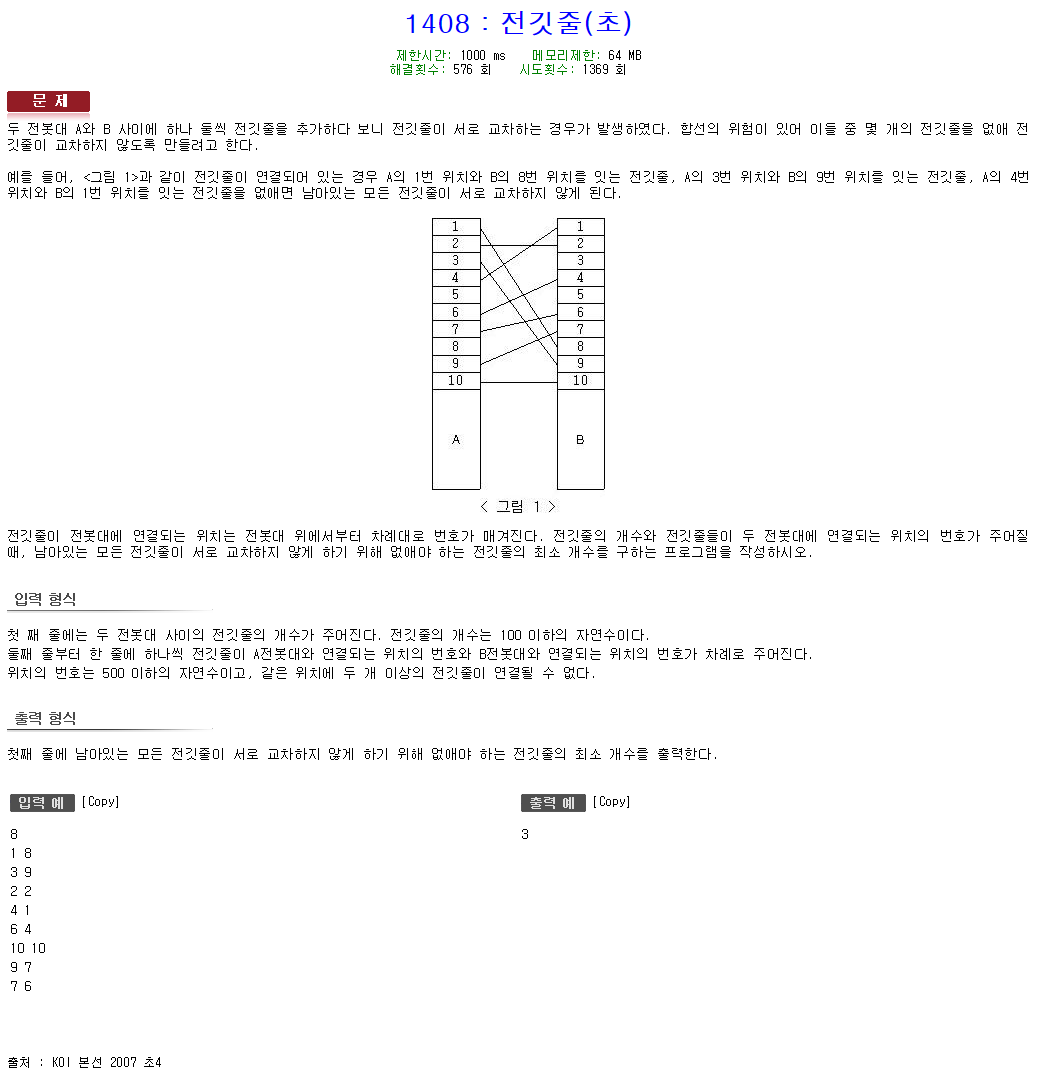 1408 : 전깃줄(초)
제한시간: 1000 ms 메모리제한: 64 MB
해결횟수: 576 회 시도횟수: 1369 회
문 제
두 전봇대 A와 B 사이에 하나 둘씩 전깃줄을 추가하다 보니 전깃줄이 서로 교차하는 경우가 발생하였다. 합선의 위험이 있어 이들 중 몇 개의 전깃줄을 없애 전
깃줄이 교차하지 않도록 만들려고 한다.
예를 들어, <그림 1>과 같이 전깃줄이 연결되어 있는 경우 A의 1번 위치와 B의 8번 위치를 잇는 전깃줄, A의 3번 위치와 B의 9번 위치를 잇는 전깃줄, A의 4번
위치와 B의 1번 위치를 잇는 전깃줄을 없애면 남아있는 모든 전깃줄이 서로 교차하지 않게 된다.
1 1
2 2
3 3
4 4
5 5
6 6
7 7
8 8
9 9
10 10
A B
< 그림 1 >
전깃줄이 전봇대에 연결되는 위치는 전봇대 위에서부터 차례대로 번호가 매겨진다. 전깃줄의 개수와 전깃줄들이 두 전봇대에 연결되는 위치의 번호가 주어질
때, 남아있는 모든 전깃줄이 서로 교차하지 않게 하기 위해 없애야 하는 전깃줄의 최소 개수를 구하는 프로그램을 작성하시오.
입력 형식
첫 째 줄에는 두 전봇대 사이의 전깃줄의 개수가 주어진다. 전깃줄의 개수는 100 이하의 자연수이다.
둘째 줄부터 한 줄에 하나씩 전깃줄이 A전봇대와 연결되는 위치의 번호와 B전봇대와 연결되는 위치의 번호가 차례로 주어진다.
위치의 번호는 500 이하의 자연수이고, 같은 위치에 두 개 이상의 전깃줄이 연결될 수 없다.
출력 형식
첫째 줄에 남아있는 모든 전깃줄이 서로 교차하지 않게 하기 위해 없애야 하는 전깃줄의 최소 개수를 출력한다.
입력 예 [Copy] 출력 예 [Copy]
8 3
1 8
3 9
2 2
4 1
6 4
10 10
9 7
7 6
출처 : KOI 본선 2007 초4